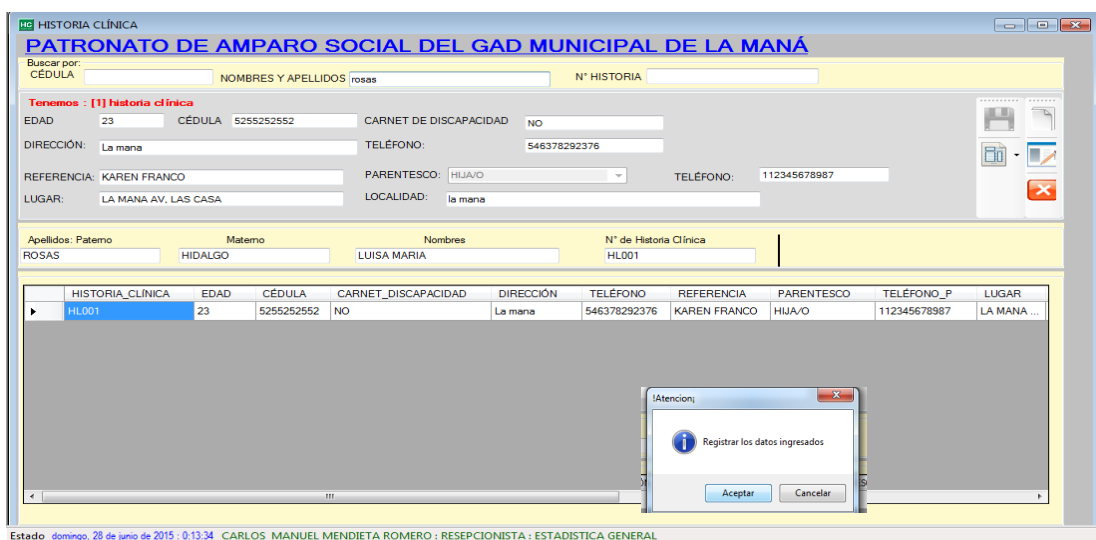 HC HISTORIA CLÍNICA
PATRONATO DE AMPARO SOCIAL DEL GAD MUNICIPAL DE LA MANÁ
Buscar por:
CÉDULA NOMBRES Y APELLIDOS rosas N° HISTORIA
Tenemos : [1] historia clínica
EDAD 23 CÉDULA 5255252552 CARNET DE DISCAPACIDAD NO
DIRECCIÓN: La mana TELÉFONO: 546378292376
REFERENCIA: KAREN FRANCO PARENTESCO: HIJA/O TELÉFONO: 112345678987
LUGAR: LA MANA AV, LAS CASA LOCALIDAD: la mana
Apellidos: Paterno Materno Nombres N° de Historia Clínica
ROSAS HIDALGO LUISA MARIA HL001
HISTORIA_CLÍNICA EDAD CÉDULA CARNET_DISCAPACIDAD DIRECCIÓN TELÉFONO REFERENCIA PARENTESCO TELÉFONO_P LUGAR
HL001 23 5255252552 NO La mana 546378292376 KAREN FRANCO HIJA/O 112345678987 LA MANA ...
!Atencion¡
Registrar los datos ingresados
Aceptar Cancelar
Estado domingo, 28 de junio de 2015 : 0:13:34 CARLOS MANUEL MENDIETA ROMERO : RESEPCIONISTA : ESTADISTICA GENERAL